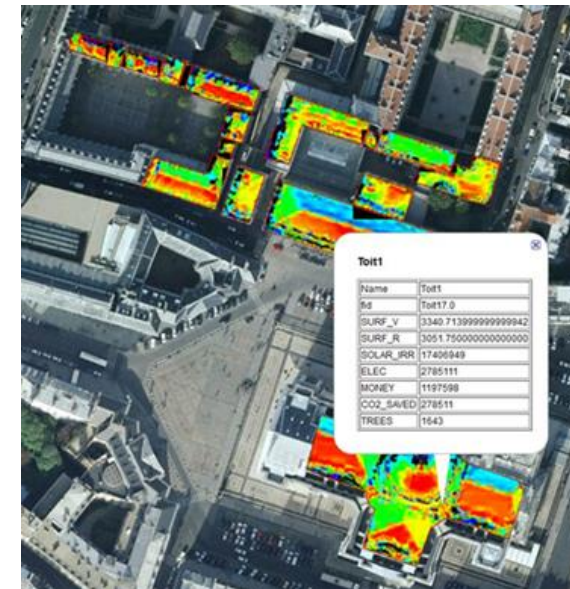 Toit1
Name Toit1
fid Toit17.0
SURF_V 3340.713999999999942
SURF_R 3051.750000000000000
SOLAR_IRR 17406949
ELEC 2785111
MONEY 1197598
CO2_SAVED 278511
TREES 1643